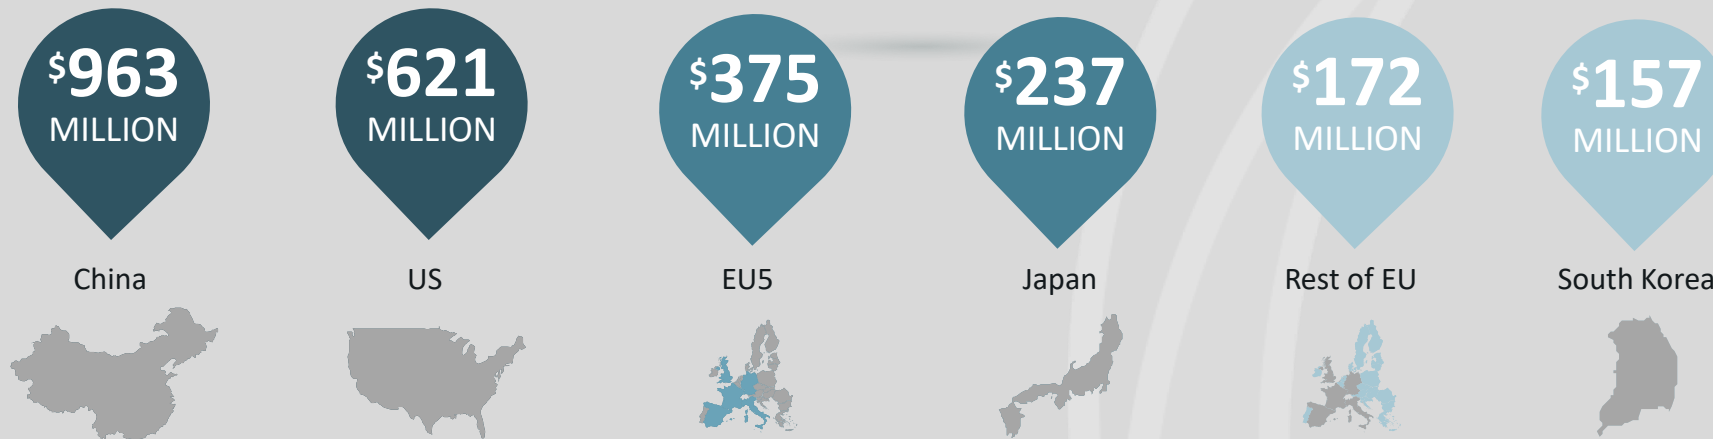 $963
MILLION
China
$621
MILLION
US
$375
MILLION
EU5
$237
MILLION
Japan
$172
MILLION
Rest of EU
$157
MILLION
South Korea